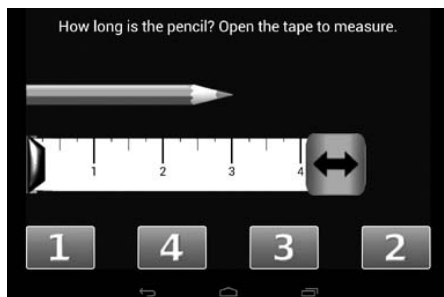 How long is the pencil? Open the tape to measure.
1 2 3 4
1 4 3 2